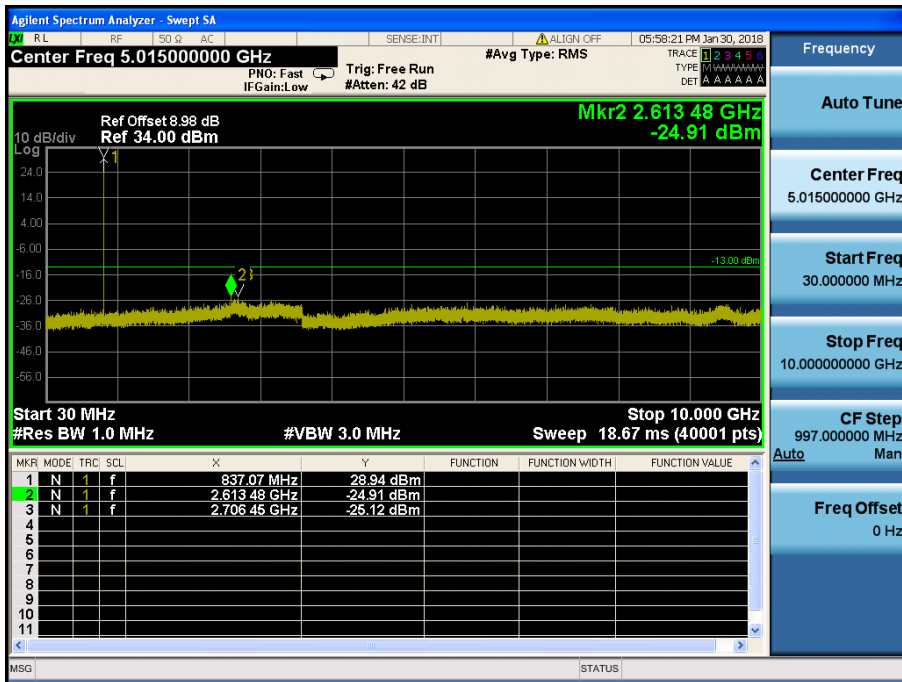 Agilent Spectrum Analyzer - Swept SA
LXI RL RF 50 Ω AC SENSE:INT ALIGN OFF 05:58:21 PM Jan 30, 2018
Center Freq 5.015000000 GHz
PNO: Fast
IFGain:Low
Trig: Free Run
#Atten: 42 dB
#Avg Type: RMS
TRACE 1 2 3 4 5 6
TYPE M WWWWW
DET A A A A A A
Mkr2 2.613 48 GHz
-24.91 dBm
Ref Offset 8.98 dB
10 dB/div Ref 34.00 dBm
Log
1
24.0
14.0
4.00
-6.00
-13.00 dBm
-16.0
2
-26.0
-36.0
-46.0
-56.0
Start 30 MHz Stop 10.000 GHz
#Res BW 1.0 MHz #VBW 3.0 MHz Sweep 18.67 ms (40001 pts)
MKR MODE TRC SCL X Y FUNCTION FUNCTION WIDTH FUNCTION VALUE
1 N 1 f 837.07 MHz 28.94 dBm
2 N 1 f 2.613 48 GHz -24.91 dBm
3 N 1 f 2.706 45 GHz -25.12 dBm
4
5
6
7
8
9
10
11
MSG STATUS
Frequency
Auto Tune
Center Freq
5.015000000 GHz
Start Freq
30.000000 MHz
Stop Freq
10.000000000 GHz
CF Step
997.000000 MHz
Auto Man
Freq Offset
0 Hz